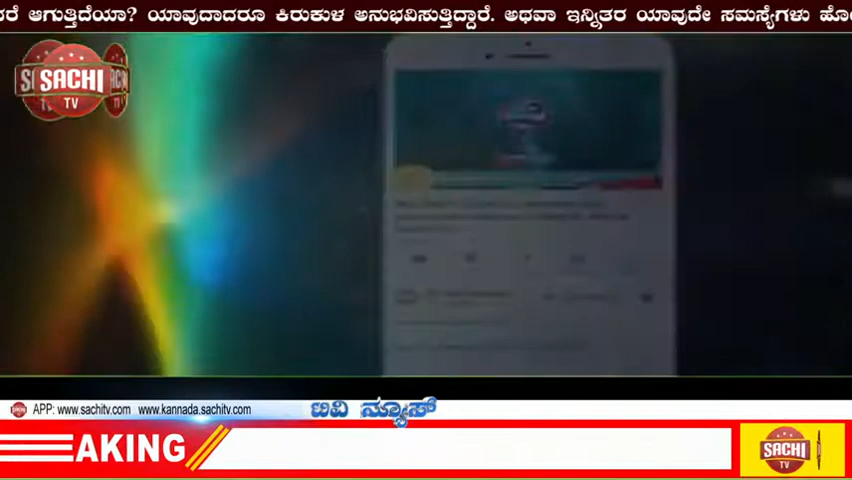 ದರೆ ಆಗುತ್ತಿದೆಯಾ? ಯಾವುದಾದರೂ ಕಿರುಕುಳ ಅನುಭವಿಸುತ್ತಿದ್ದಾರೆ. ಅಥವಾ ಇನ್ನಿತರ ಯಾವುದೇ ಸಮಸ್ಯೆಗಳು ಹೊ
SACHI
TV
APP: www.sachitv.com www.kannada.sachitv.com
ಟಿವಿ ನ್ಯೂಸ್
AKING
SACHI
TV